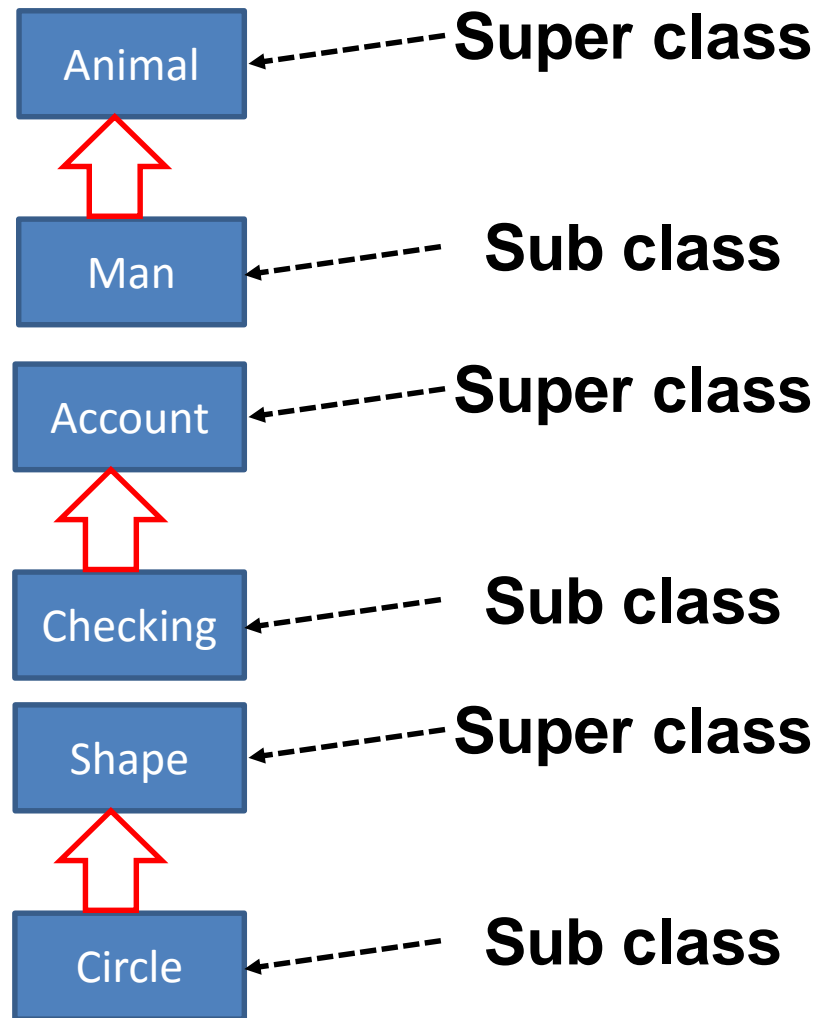 Animal
Super class
Man
Sub class
Account
Super class
Checking
Sub class
Shape
Super class
Circle
Sub class